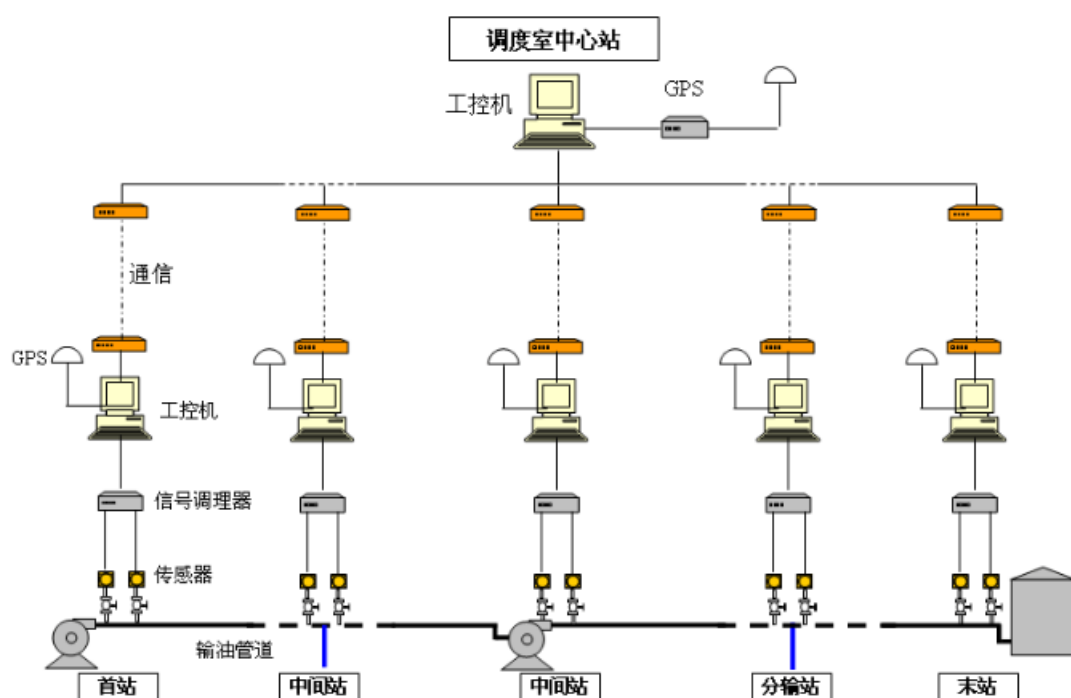 调度室中心站
工控机
GPS
通信
GPS
工控机
信号调理器
传感器
输油管道
首站
中间站
中间站
分输站
末站